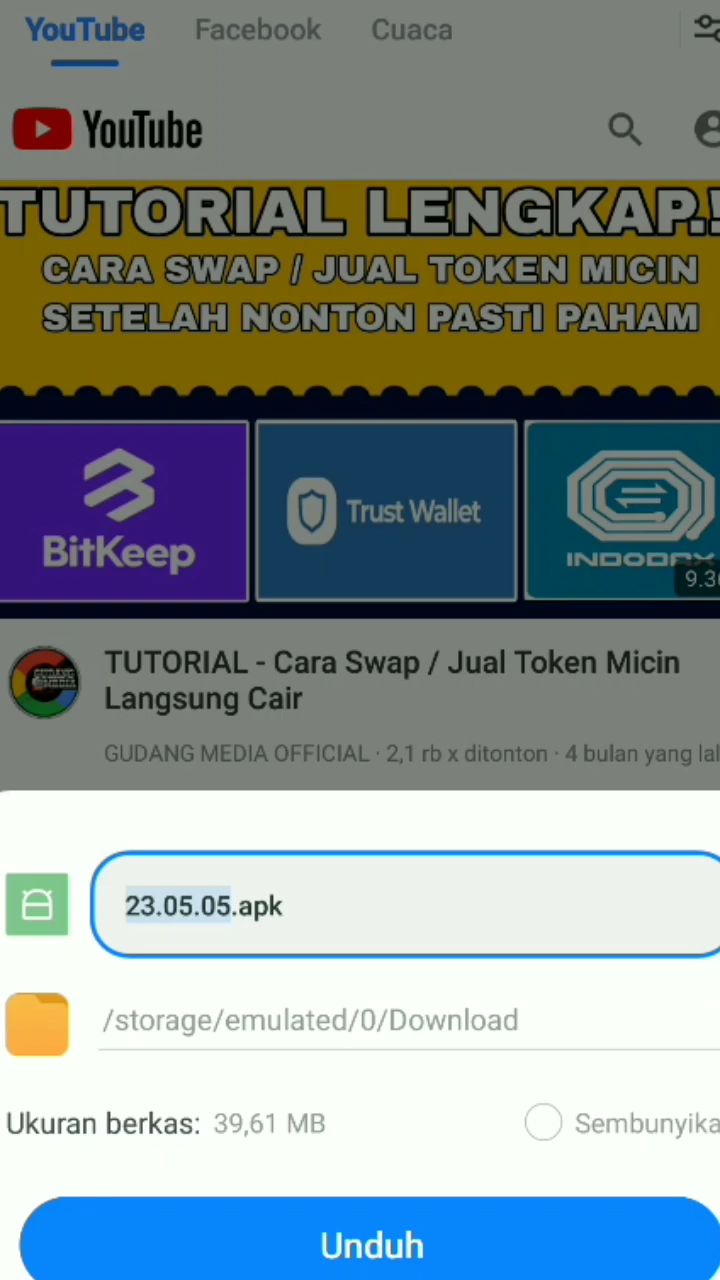 YouTube Facebook Cuaca
YouTube
TUTORIAL LENGKAP.!
CARA SWAP / JUAL TOKEN MICIN
SETELAH NONTON PASTI PAHAM
BitKeep
Trust Wallet
INDODAX
TUTORIAL - Cara Swap / Jual Token Micin
Langsung Cair
GUDANG MEDIA OFFICIAL · 2,1 rb x ditonton · 4 bulan yang lal
23.05.05.apk
/storage/emulated/0/Download
Ukuran berkas: 39,61 MB
Sembunyika
Unduh